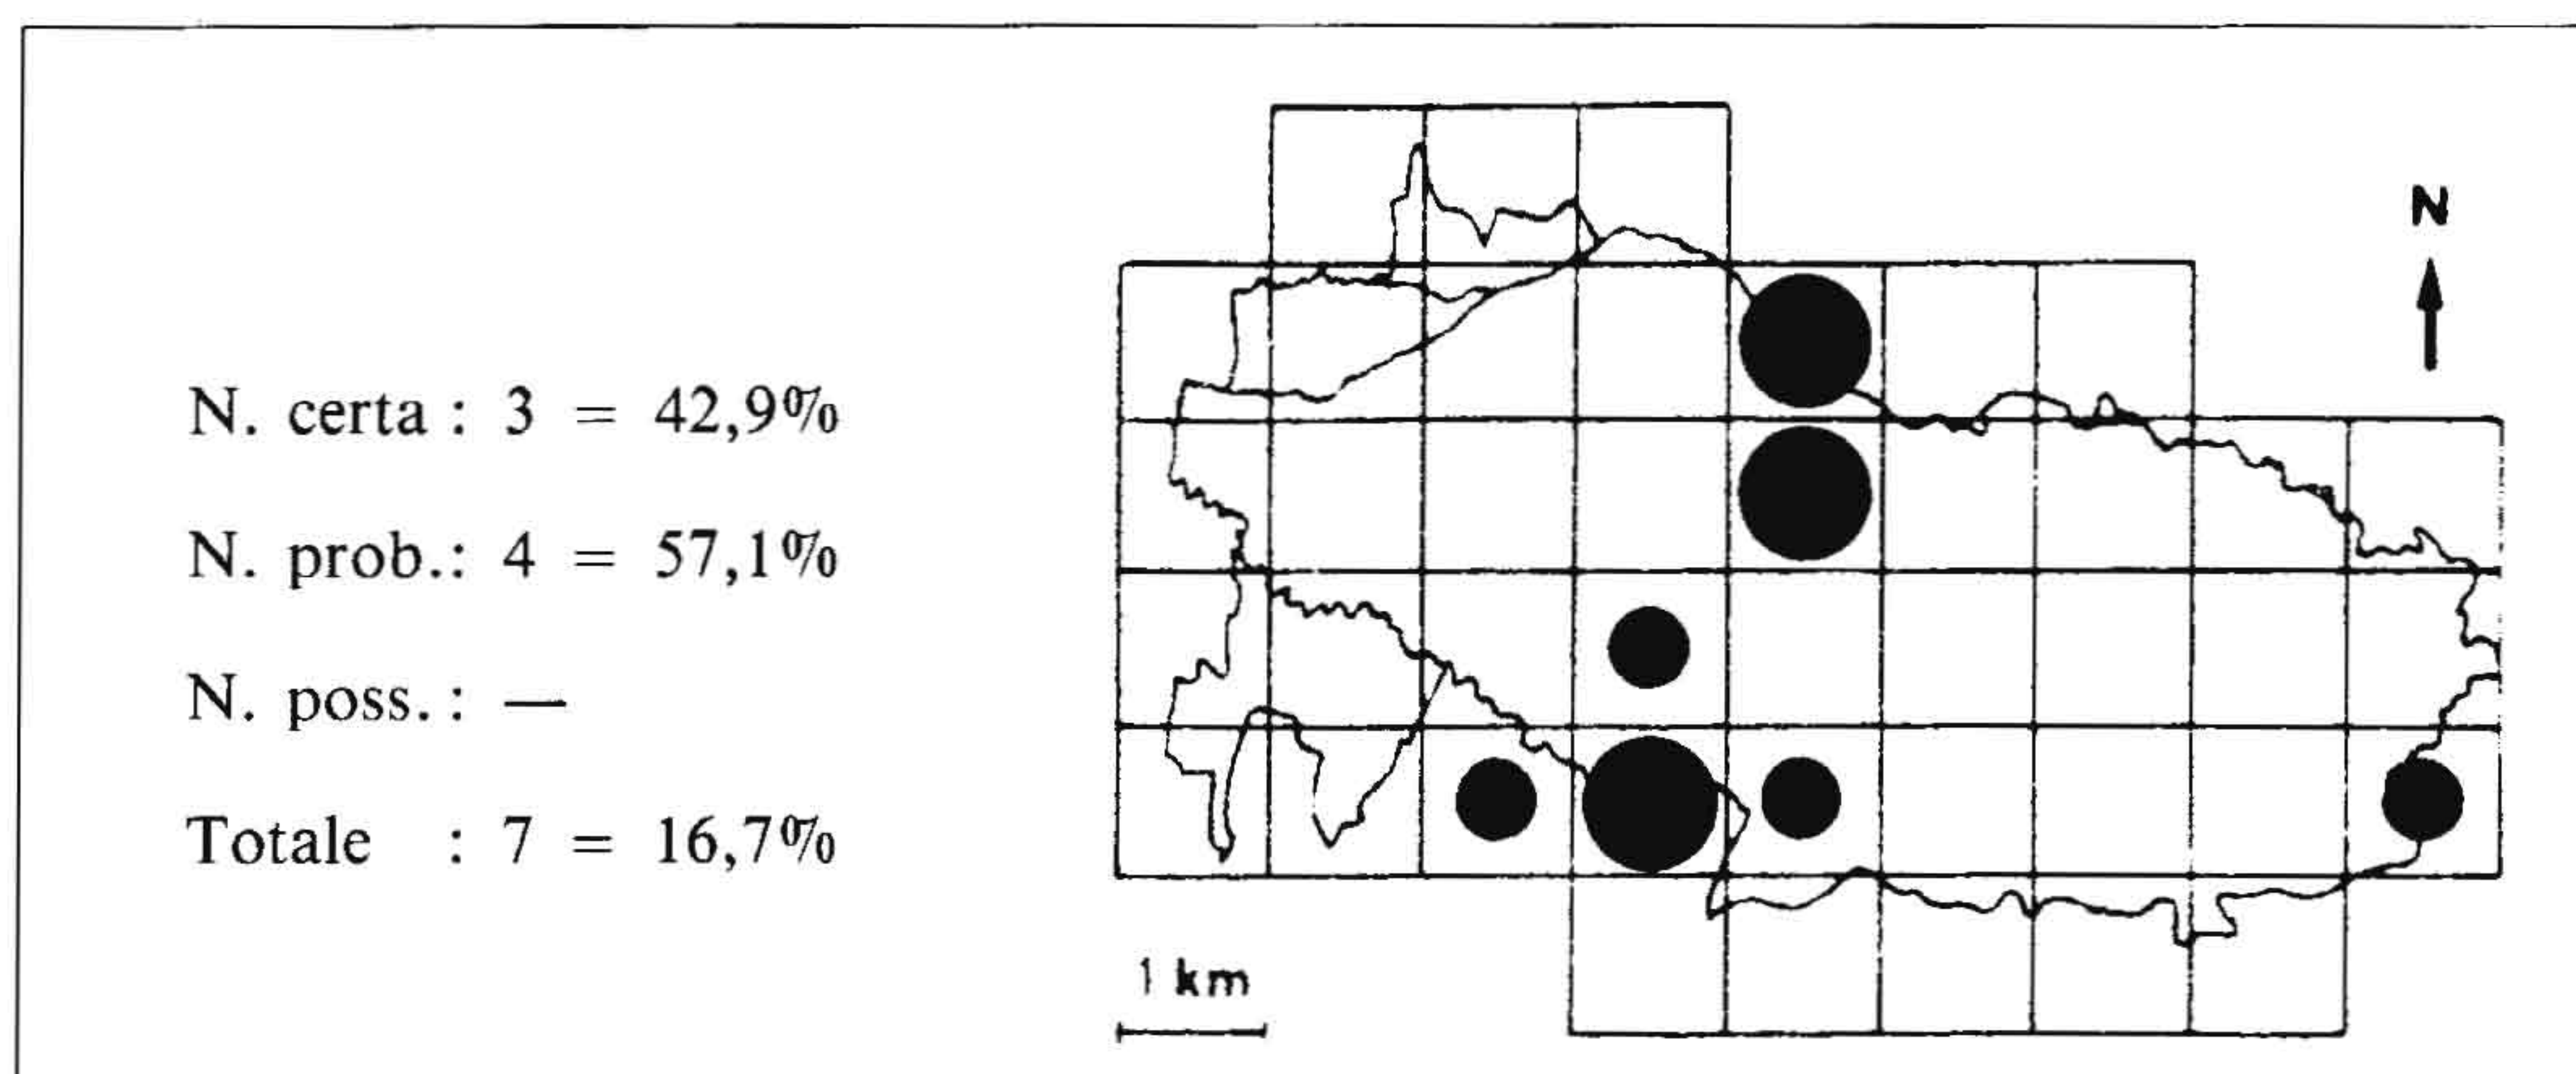 N. certa : 3 = 42,9%
N. prob.: 4 = 57,1%
N. poss. : —
Totale : 7 = 16,7%
N
1 km